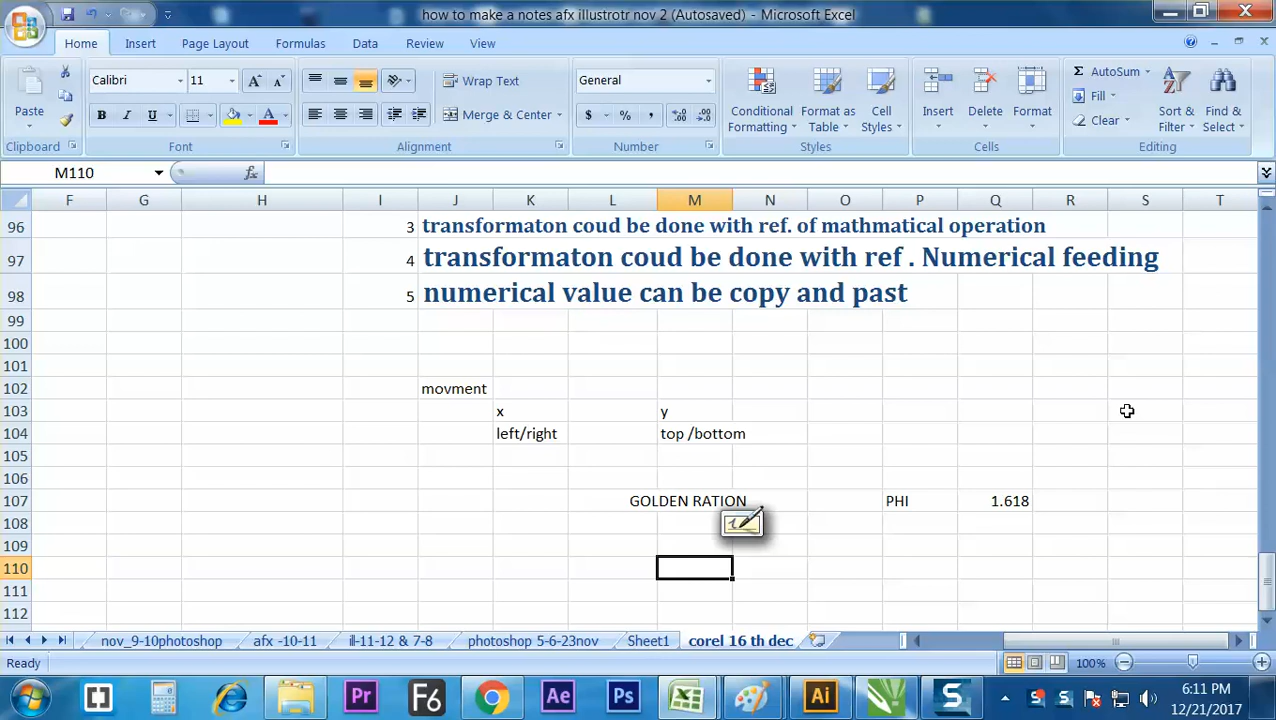 how to make a notes afx illustrotr nov 2 (Autosaved) - Microsoft Excel
Home Insert Page Layout Formulas Data Review View
Calibri 11 Wrap Text General AutoSum
Fill
Paste Merge & Center $ % , Conditional Formatting Format as Table Cell Styles Insert Delete Format Clear Sort & Filter Find & Select
B I U A
Clipboard Font Alignment Number Styles Cells Editing
M110 fx
F G H I J K L M N O P Q R S T
96 3 transformaton coud be done with ref. of mathmatical operation
97 4 transformaton coud be done with ref . Numerical feeding
98 5 numerical value can be copy and past
99
100
101
102 movment
103 x y
104 left/right top /bottom
105
106
107 GOLDEN RATION PHI 1.618
108
109
110
111
112
nov_9-10photoshop afx -10-11 il-11-12 & 7-8 photoshop 5-6-23nov Sheet1 corel 16 th dec
Ready 100%
Pr F6 Ae Ps Ai S
6:11 PM
12/21/2017